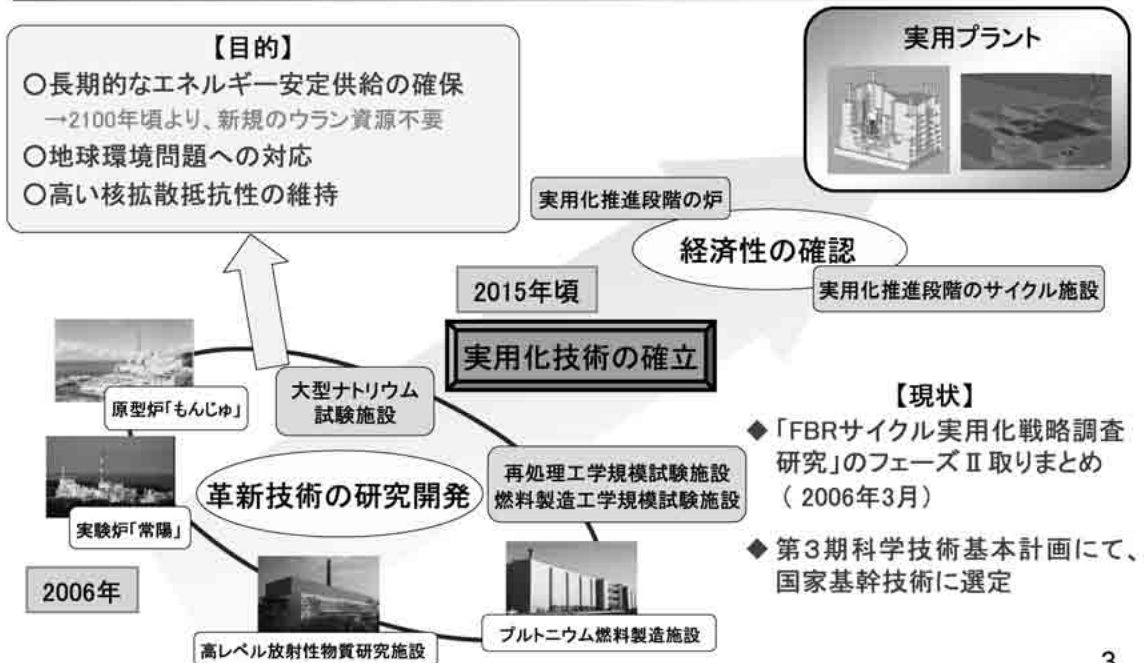 【目的】
○長期的なエネルギー安定供給の確保
→2100年頃より、新規のウラン資源不要
○地球環境問題への対応
○高い核拡散抵抗性の維持
実用プラント
実用化推進段階の炉
経済性の確認
実用化推進段階のサイクル施設
2015年頃
実用化技術の確立
大型ナトリウム
試験施設
原型炉「もんじゅ」
再処理工学規模試験施設
燃料製造工学規模試験施設
革新技術の研究開発
実験炉「常陽」
2006年
高レベル放射性物質研究施設
プルトニウム燃料製造施設
【現状】
◆「FBRサイクル実用化戦略調査
研究」のフェーズⅡ取りまとめ
( 2006年3月)
◆ 第3期科学技術基本計画にて、
国家基幹技術に選定
3